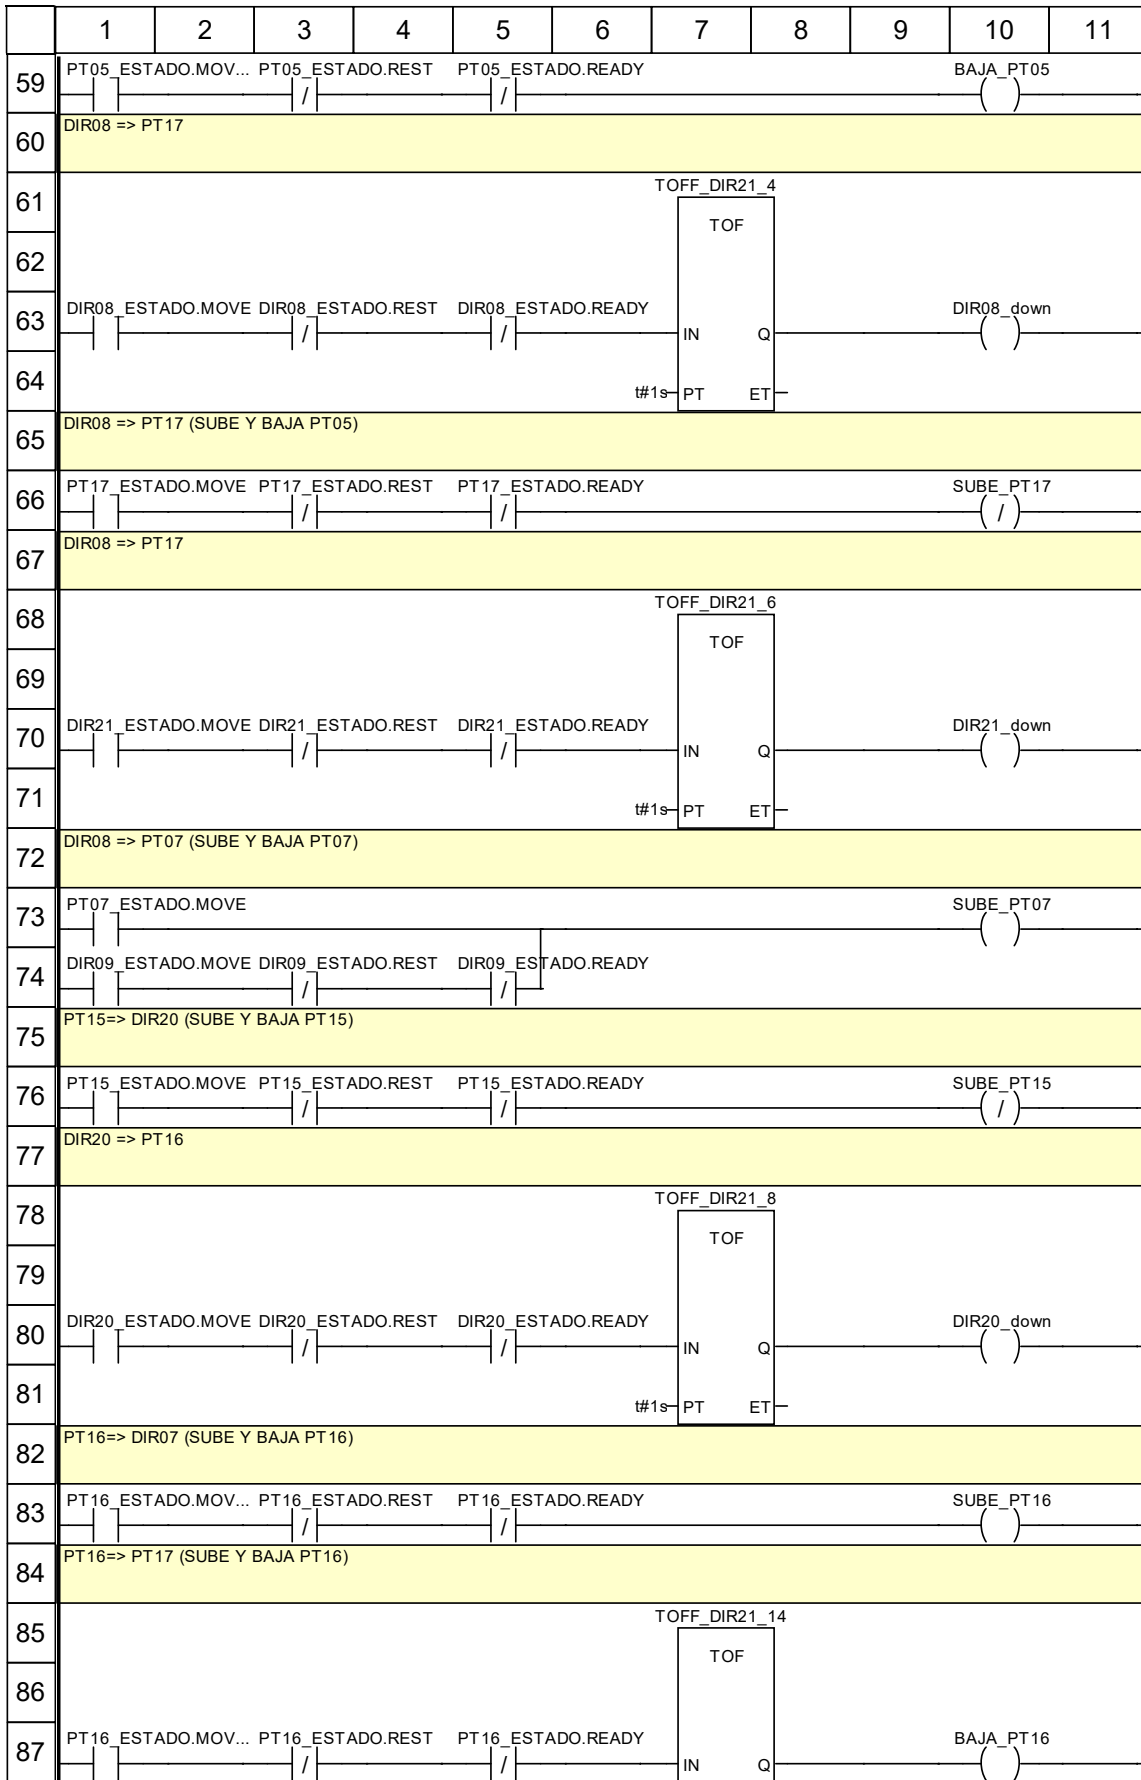 1 2 3 4 5 6 7 8 9 10 11
59 PT05_ESTADO.MOV... PT05_ESTADO.REST PT05_ESTADO.READY BAJA_PT05
/ /
60 DIR08 => PT17
61 TOFF_DIR21_4
TOF
62
63 DIR08_ESTADO.MOVE DIR08_ESTADO.REST DIR08_ESTADO.READY DIR08_down
/ / IN Q
64 t#1s PT ET
65 DIR08 => PT17 (SUBE Y BAJA PT05)
66 PT17_ESTADO.MOVE PT17_ESTADO.REST PT17_ESTADO.READY SUBE_PT17
/ / /
67 DIR08 => PT17
68 TOFF_DIR21_6
TOF
69
70 DIR21_ESTADO.MOVE DIR21_ESTADO.REST DIR21_ESTADO.READY DIR21_down
/ / IN Q
71 t#1s PT ET
72 DIR08 => PT07 (SUBE Y BAJA PT07)
73 PT07_ESTADO.MOVE SUBE_PT07
74 DIR09_ESTADO.MOVE DIR09_ESTADO.REST DIR09_ESTADO.READY
/ /
75 PT15=> DIR20 (SUBE Y BAJA PT15)
76 PT15_ESTADO.MOVE PT15_ESTADO.REST PT15_ESTADO.READY SUBE_PT15
/ / /
77 DIR20 => PT16
78 TOFF_DIR21_8
TOF
79
80 DIR20_ESTADO.MOVE DIR20_ESTADO.REST DIR20_ESTADO.READY DIR20_down
/ / IN Q
81 t#1s PT ET
82 PT16=> DIR07 (SUBE Y BAJA PT16)
83 PT16_ESTADO.MOV... PT16_ESTADO.REST PT16_ESTADO.READY SUBE_PT16
/ /
84 PT16=> PT17 (SUBE Y BAJA PT16)
85 TOFF_DIR21_14
TOF
86
87 PT16_ESTADO.MOV... PT16_ESTADO.REST PT16_ESTADO.READY BAJA_PT16
/ / IN Q